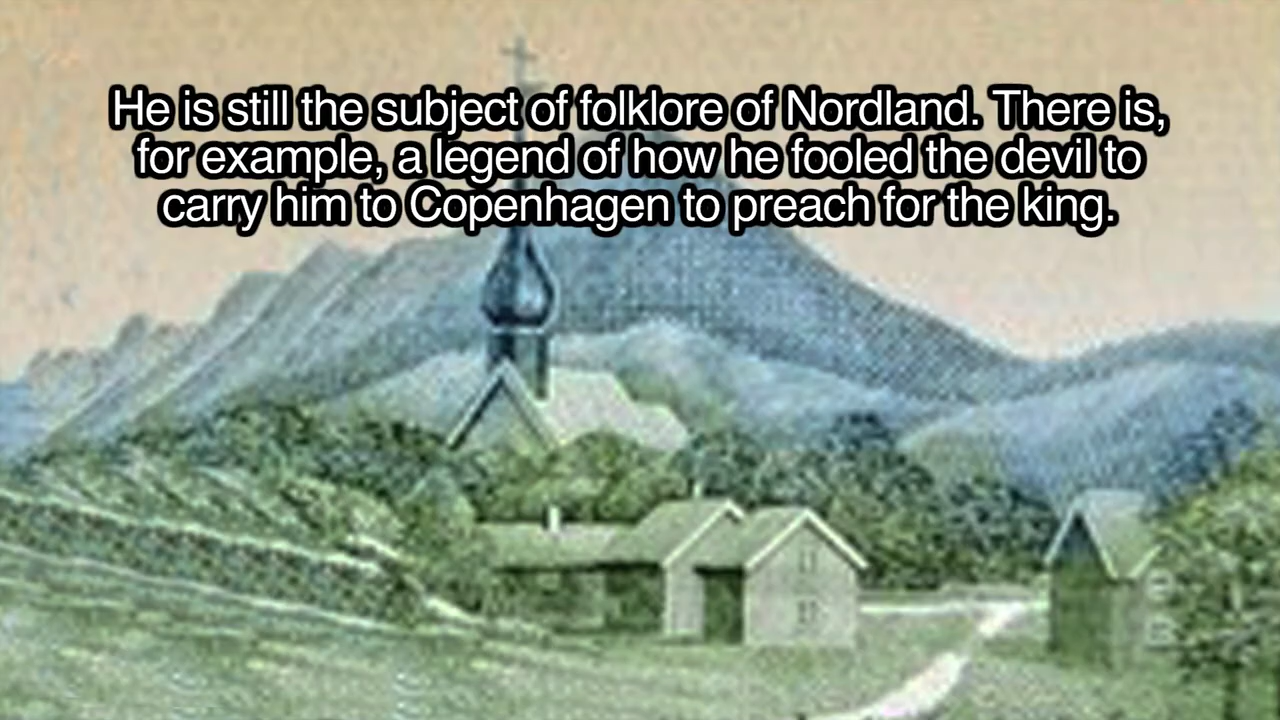 He is still the subject of folklore of Nordland. There is,
for example, a legend of how he fooled the devil to
carry him to Copenhagen to preach for the king.